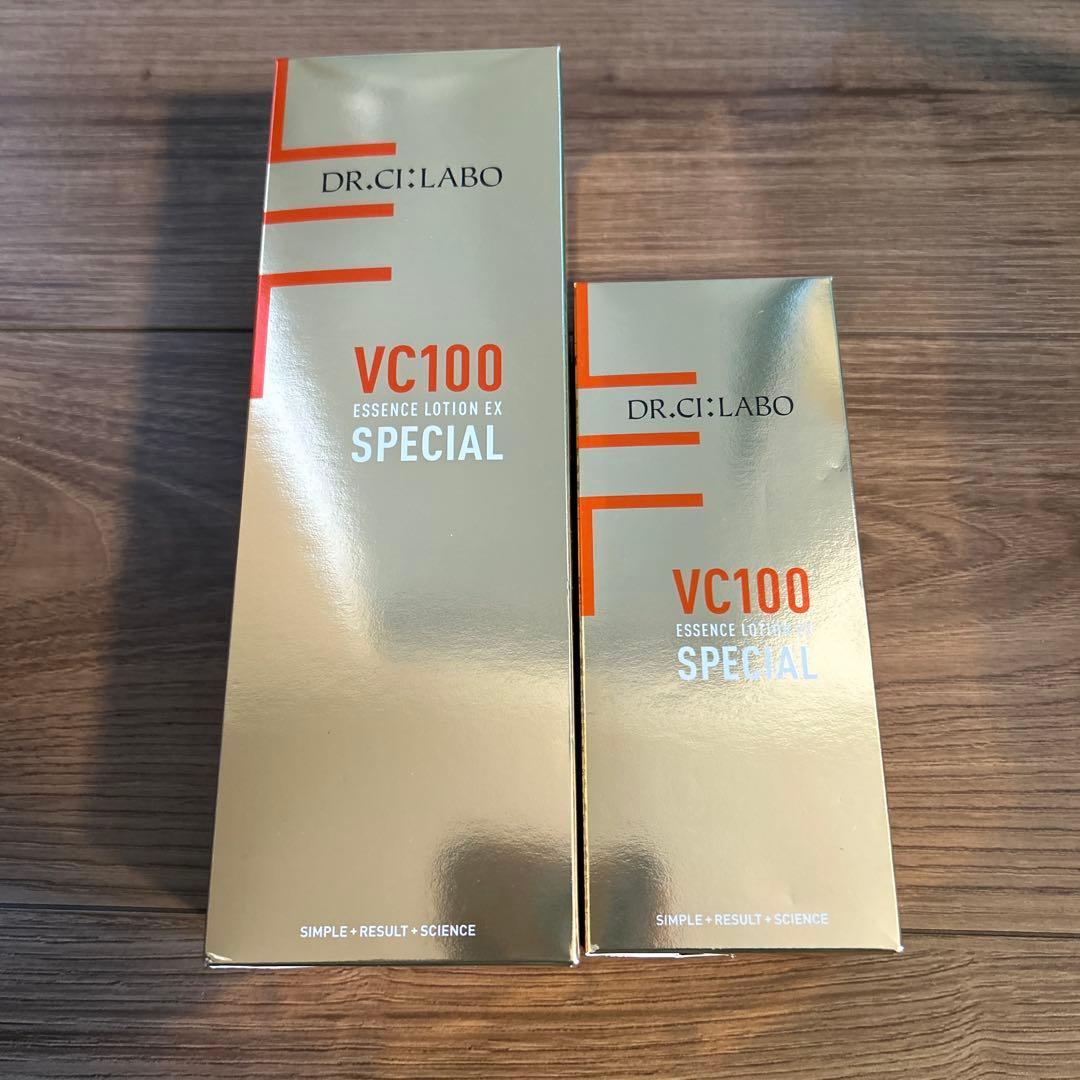 DR.CI:LABO
VC100
ESSENCE LOTION EX
SPECIAL
SIMPLE+RESULT+SCIENCE
DR.CI:LABO
VC100
ESSENCE LOTION EX
SPECIAL
SIMPLE+RESULT+SCIENCE